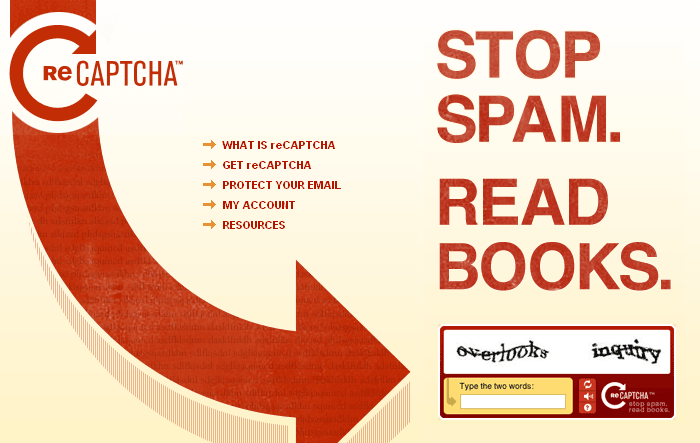 ReCAPTCHA™
WHAT IS reCAPTCHA
GET reCAPTCHA
PROTECT YOUR EMAIL
MY ACCOUNT
RESOURCES
STOP
SPAM.
READ
BOOKS.
overlooks inquiry
Type the two words:
ReCAPTCHA™
stop spam.
read books.